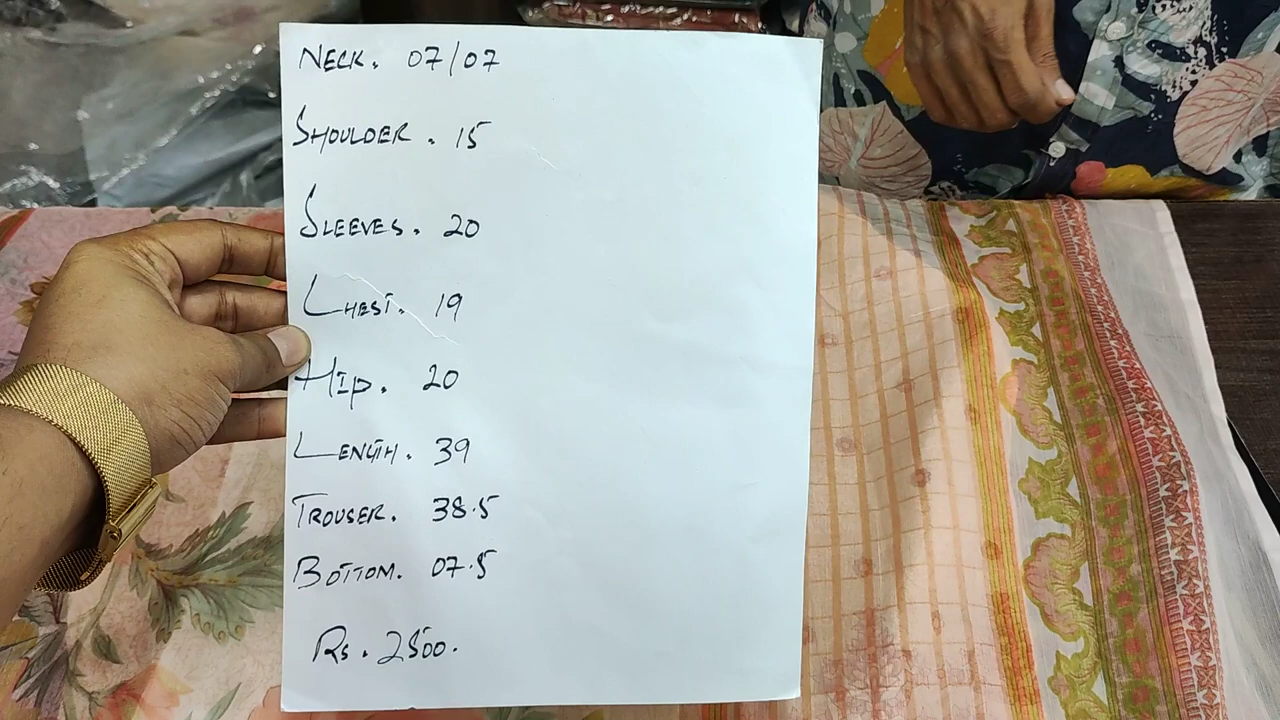 NECK. 07/07
SHOULDER. 15
SLEEVES. 20
CHEST. 19
HIP. 20
LENGTH. 39
TROUSER. 38.5
BOTTOM. 07.5
Rs. 2500.